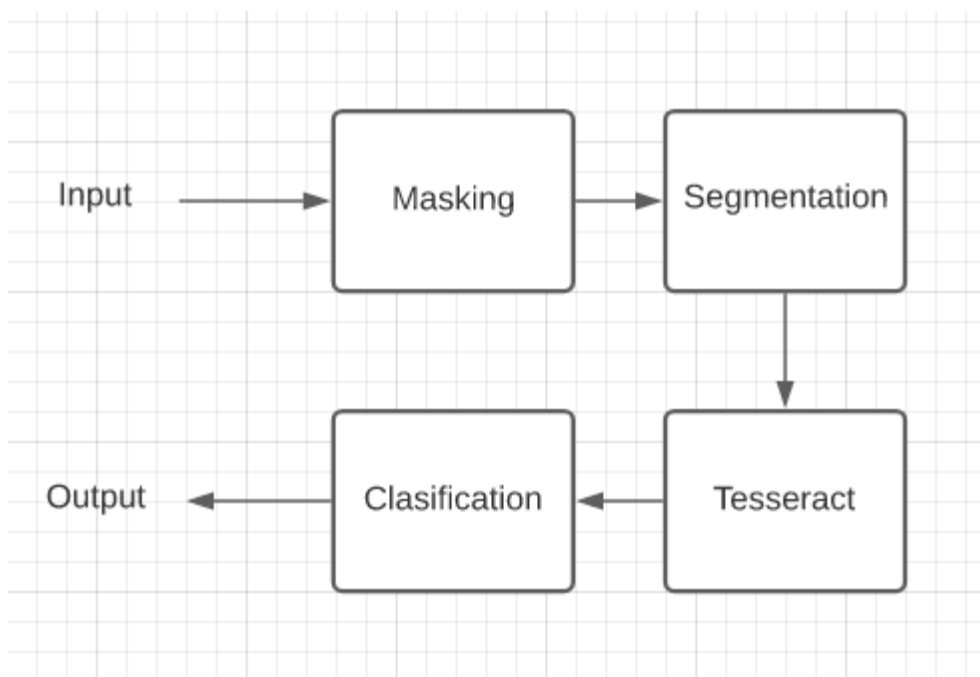 Input
Masking
Segmentation
Output
Clasification
Tesseract